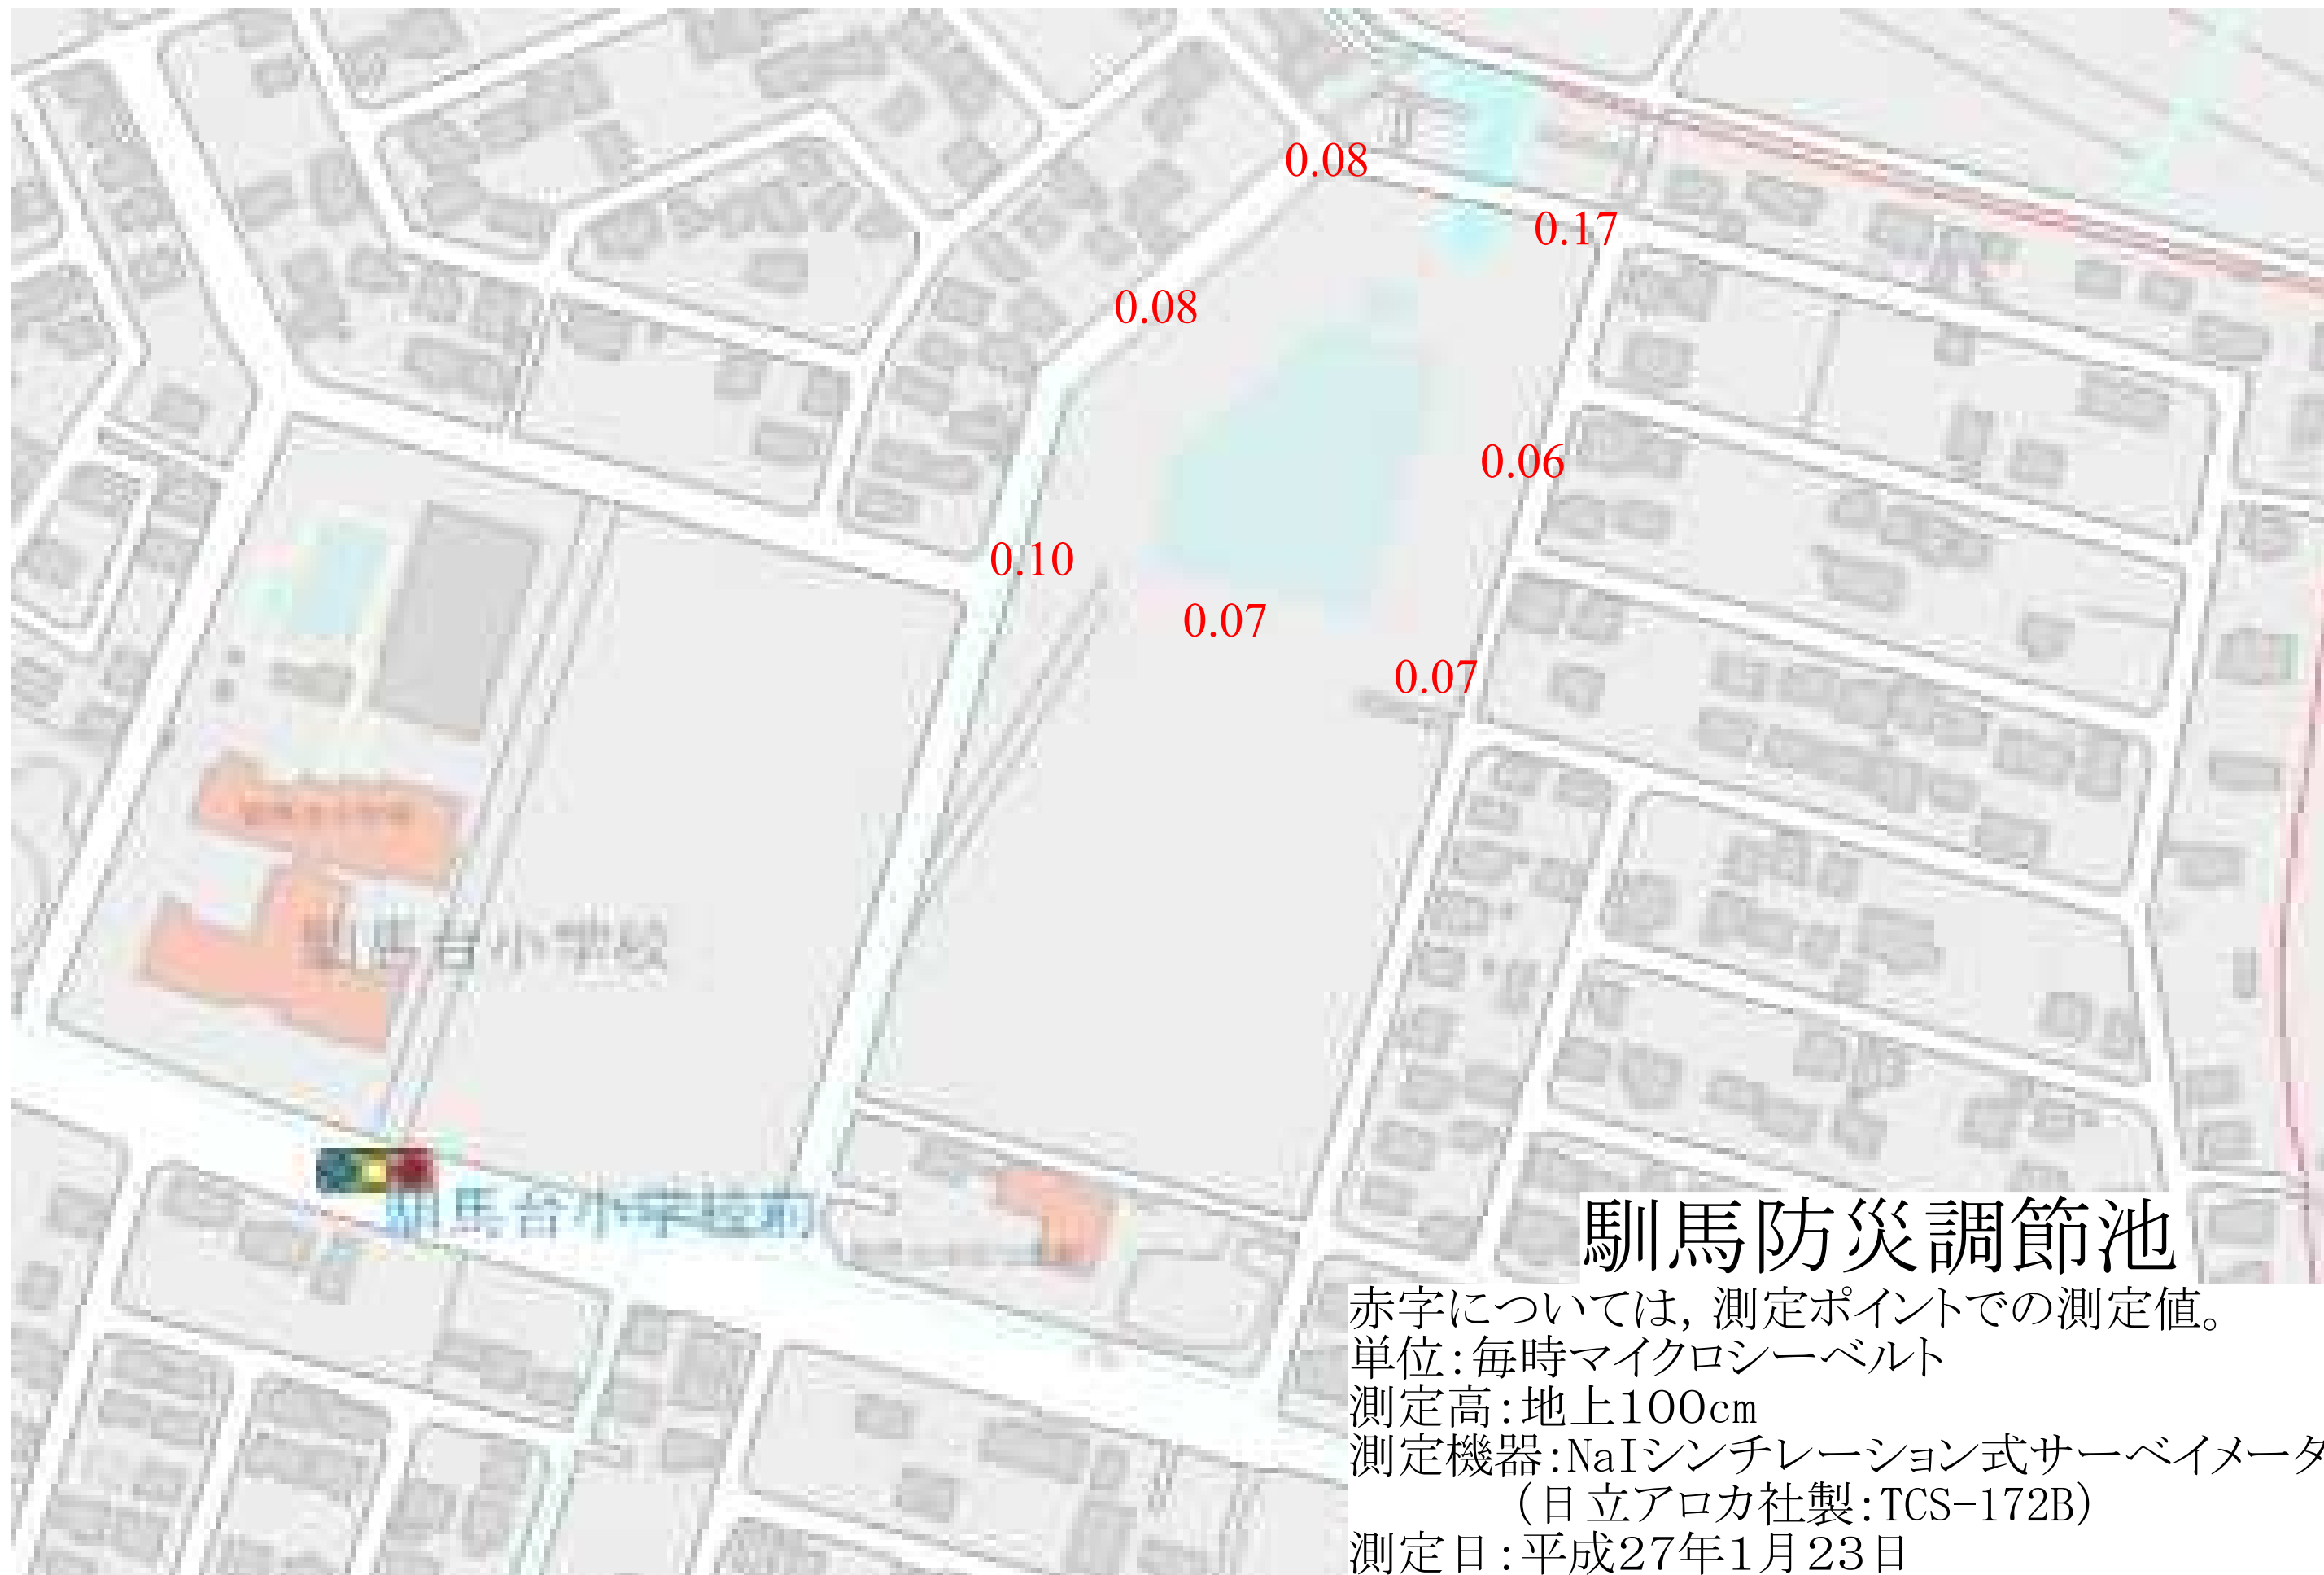 0.08
0.17
0.08
0.06
0.10
0.07
0.07
馴馬台小学校
馴馬台小学校前
馴馬防災調節池
赤字については，測定ポイントでの測定値。
単位：毎時マイクロシーベルト
測定高：地上100cm
測定機器：NaIシンチレーション式サーベイメータ
（日立アロカ社製：TCS-172B）
測定日：平成27年1月23日